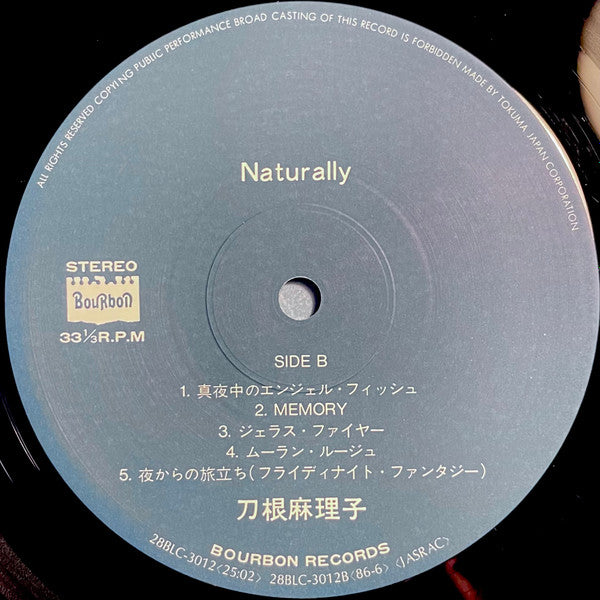 ALL RIGHTS RESERVED COPYING PUBLIC PERFORMANCE BROAD CASTING OF THIS RECORD IS FORBIDDEN MADE BY TOKUMA JAPAN CORPORATION
Naturally
STEREO
BouRboN
33⅓R.P.M
SIDE B
1. 真夜中のエンジェル・フィッシュ
2. MEMORY
3. ジェラス・ファイヤー
4. ムーラン・ルージュ
5. 夜からの旅立ち(フライディナイト・ファンタジー)
刀根麻理子
BOURBON RECORDS
28BLC-3012〈25:02〉 28BLC-3012B〈86-6〉 〈JASRAC〉